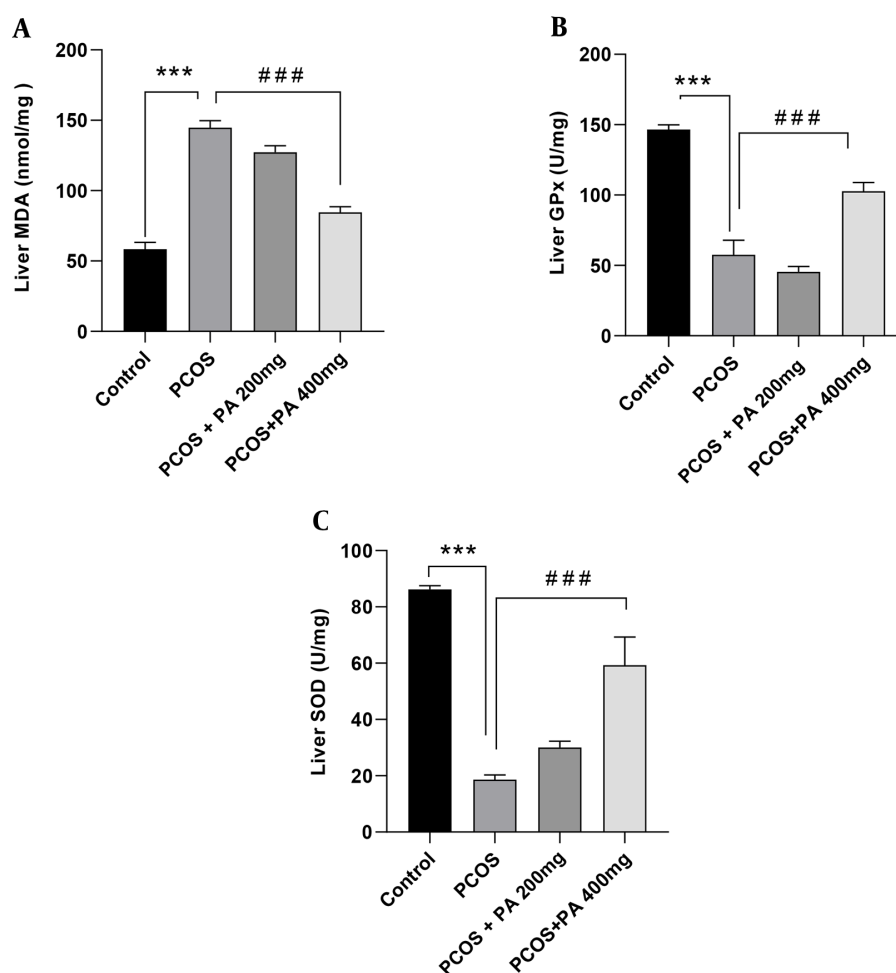 A
Liver MDA (nmol/mg )
200
150
100
50
0
***
###
Control
PCOS
PCOS + PA 200mg
PCOS+PA 400mg
B
Liver GPx (U/mg)
200
150
100
50
0
***
###
Control
PCOS
PCOS + PA 200mg
PCOS+PA 400mg
C
Liver SOD (U/mg)
100
80
60
40
20
0
***
###
Control
PCOS
PCOS + PA 200mg
PCOS+PA 400mg